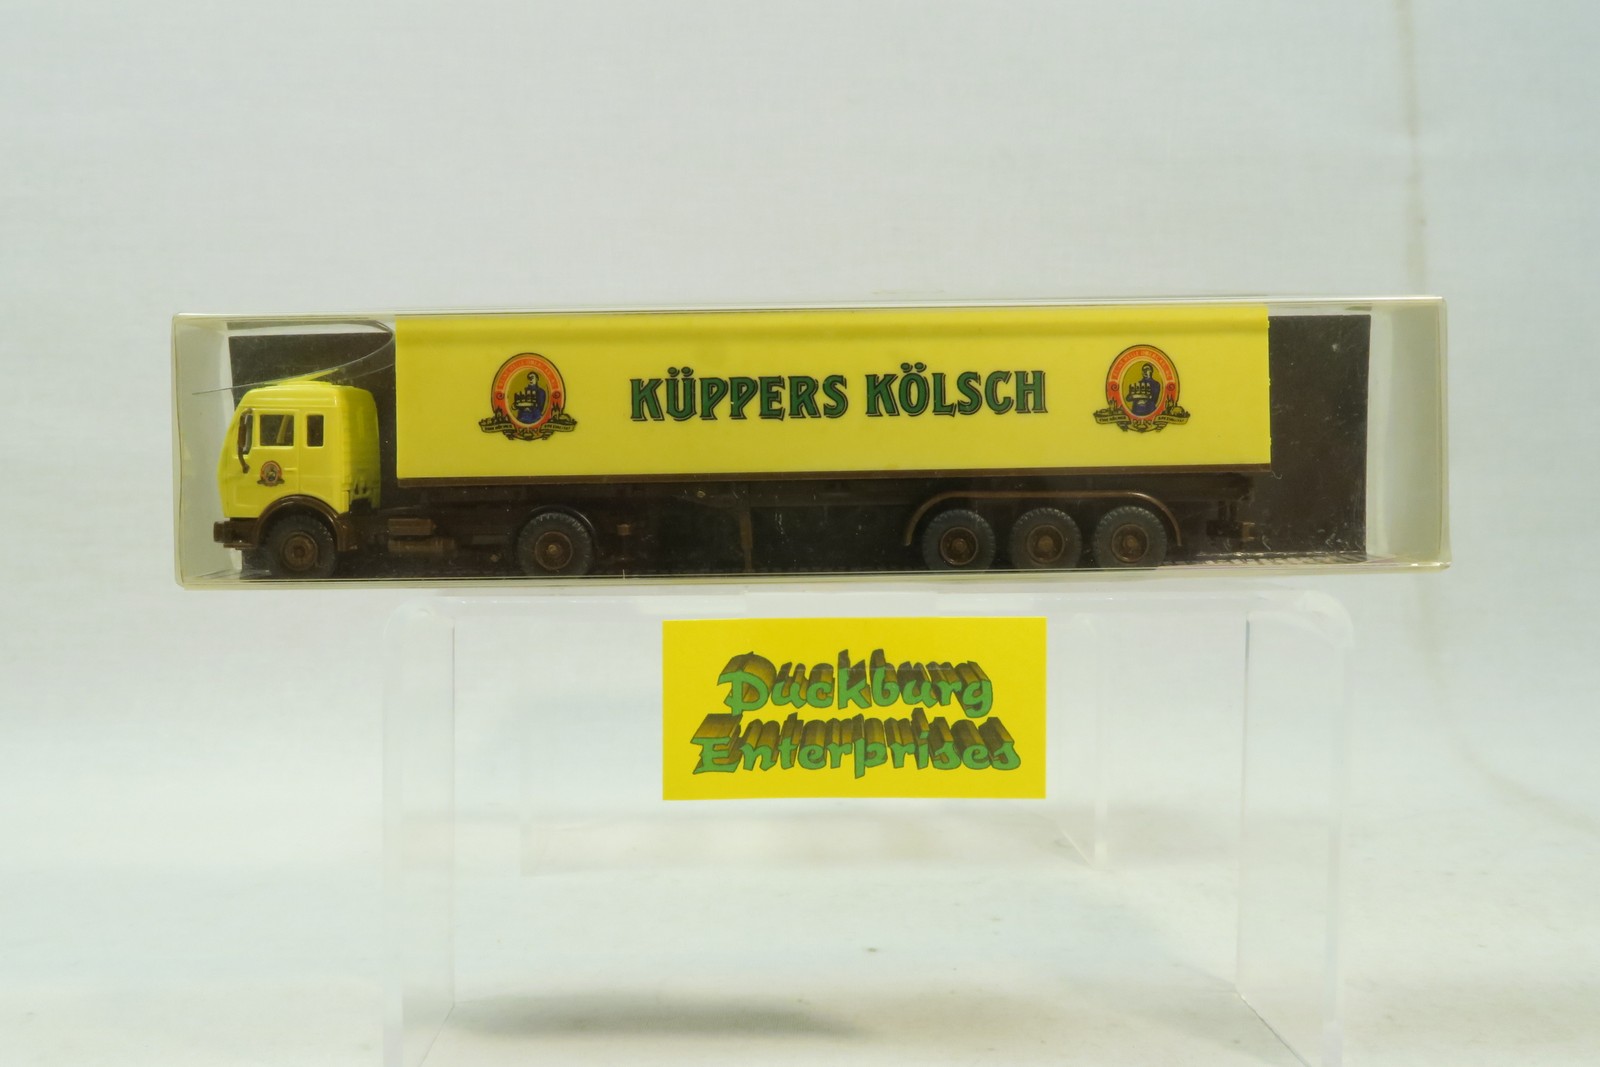 KÜPPERS KÖLSCH
Duckburg
Enterprises